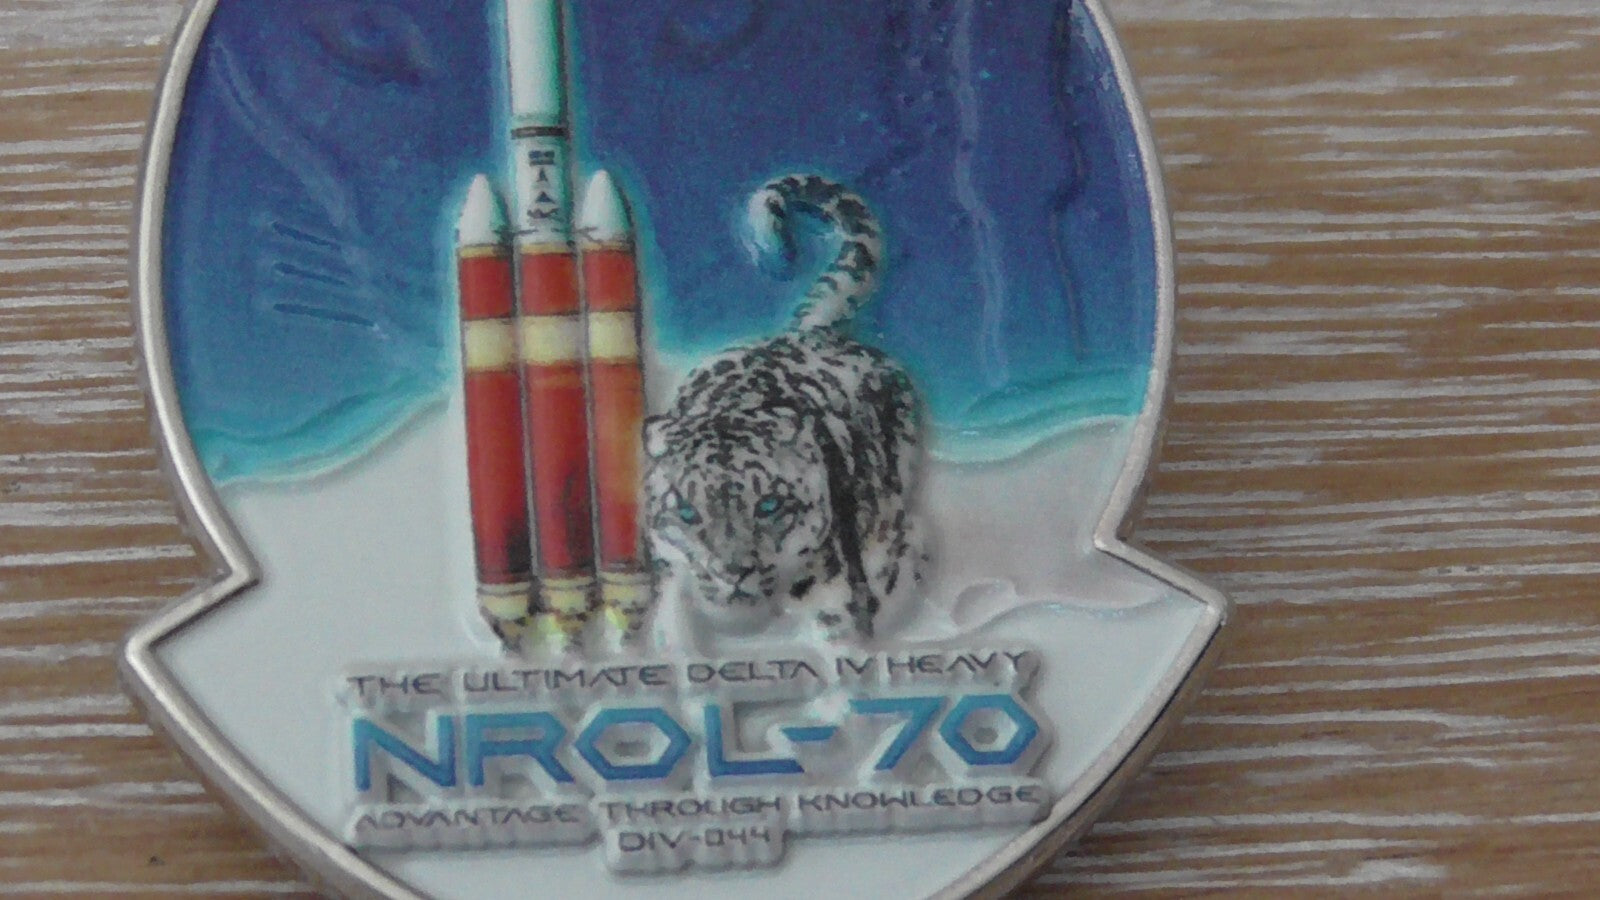 THE ULTIMATE DELTA IV HEAVY
NROL-70
ADVANTAGE THROUGH KNOWLEDGE
DIV-044